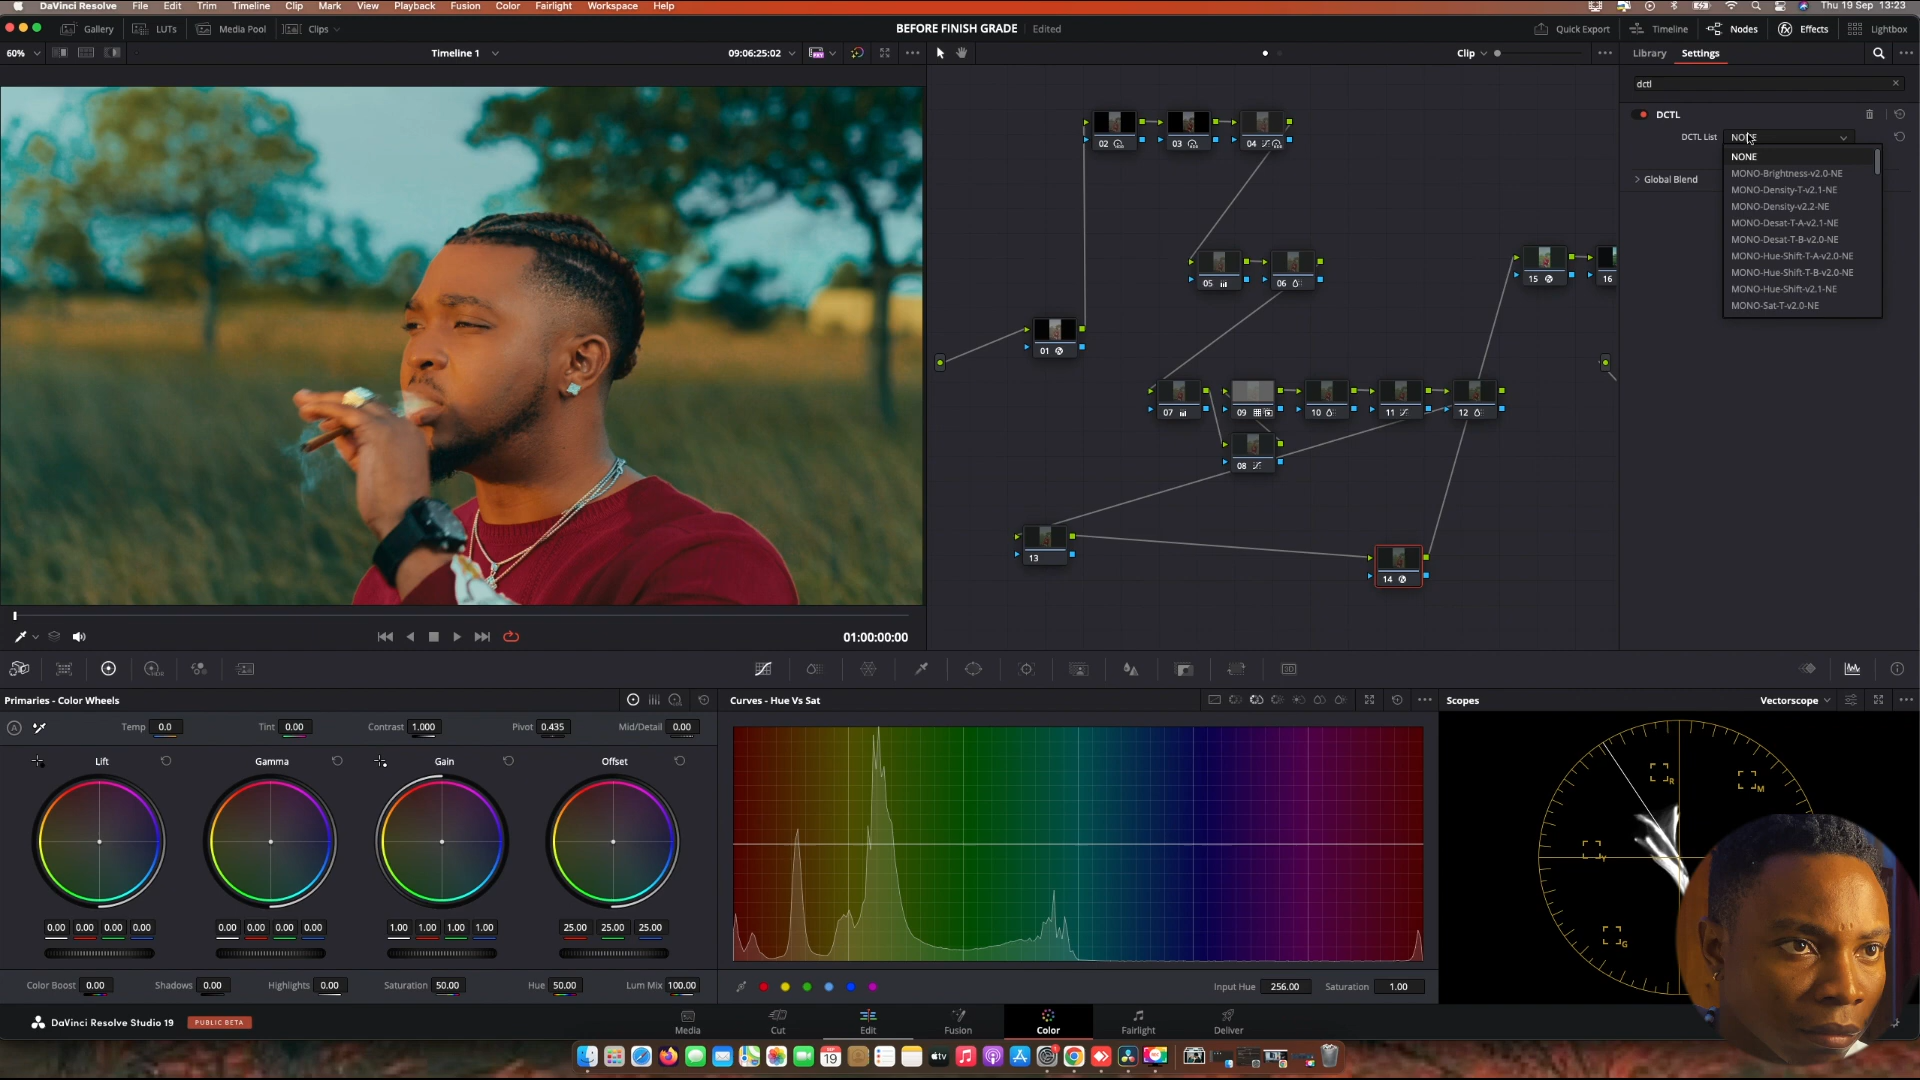 DaVinci Resolve File Edit Trim Timeline Clip Mark View Playback Fusion Color Fairlight Workspace Help Thu 19 Sep 13:23
Gallery LUTs Media Pool Clips BEFORE FINISH GRADE Edited Quick Export Timeline Nodes Effects Lightbox
60% Timeline 1 09:06:25:02 Clip Library Settings
dctl
DCTL
DCTL List NONE
NONE
MONO-Brightness-v2.0-NE
MONO-Density-T-v2.1-NE
MONO-Density-v2.2-NE
MONO-Desat-T-A-v2.1-NE
MONO-Desat-T-B-v2.0-NE
MONO-Hue-Shift-T-A-v2.0-NE
MONO-Hue-Shift-T-B-v2.0-NE
MONO-Hue-Shift-v2.1-NE
MONO-Sat-T-v2.0-NE
Global Blend
02 03 04
05 06 15 16
01
07 09 10 11 12
08
13
14
01:00:00:00
Primaries - Color Wheels
Temp 0.0 Tint 0.00 Contrast 1.000 Pivot 0.435 Mid/Detail 0.00
Lift Gamma Gain Offset
0.00 0.00 0.00 0.00 0.00 0.00 0.00 0.00 1.00 1.00 1.00 1.00 25.00 25.00 25.00
Color Boost 0.00 Shadows 0.00 Highlights 0.00 Saturation 50.00 Hue 50.00 Lum Mix 100.00
Curves - Hue Vs Sat
Input Hue 256.00 Saturation 1.00
Scopes Vectorscope
R
M
Y
G
DaVinci Resolve Studio 19 PUBLIC BETA
Media Cut Edit Fusion Color Fairlight Deliver
SEP
19
tv